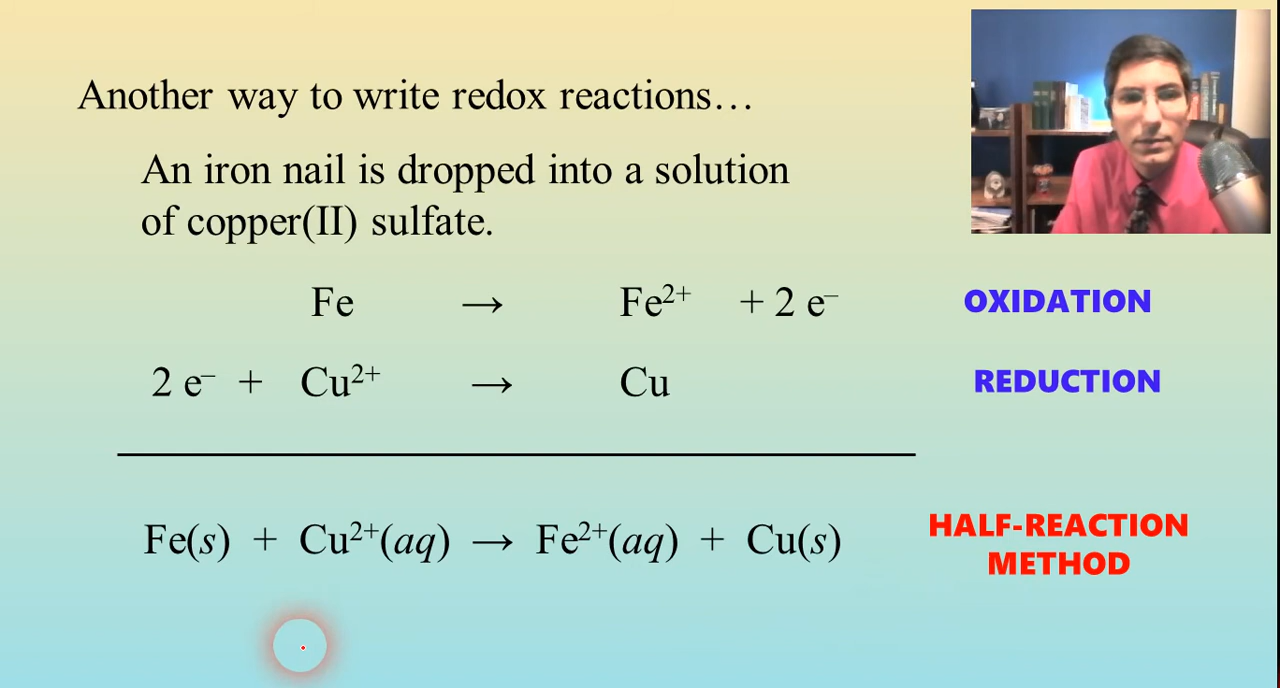 Another way to write redox reactions…
An iron nail is dropped into a solution
of copper(II) sulfate.
Fe → Fe²⁺ + 2 e⁻ OXIDATION
2 e⁻ + Cu²⁺ → Cu REDUCTION
Fe(s) + Cu²⁺(aq) → Fe²⁺(aq) + Cu(s)
HALF-REACTION
METHOD